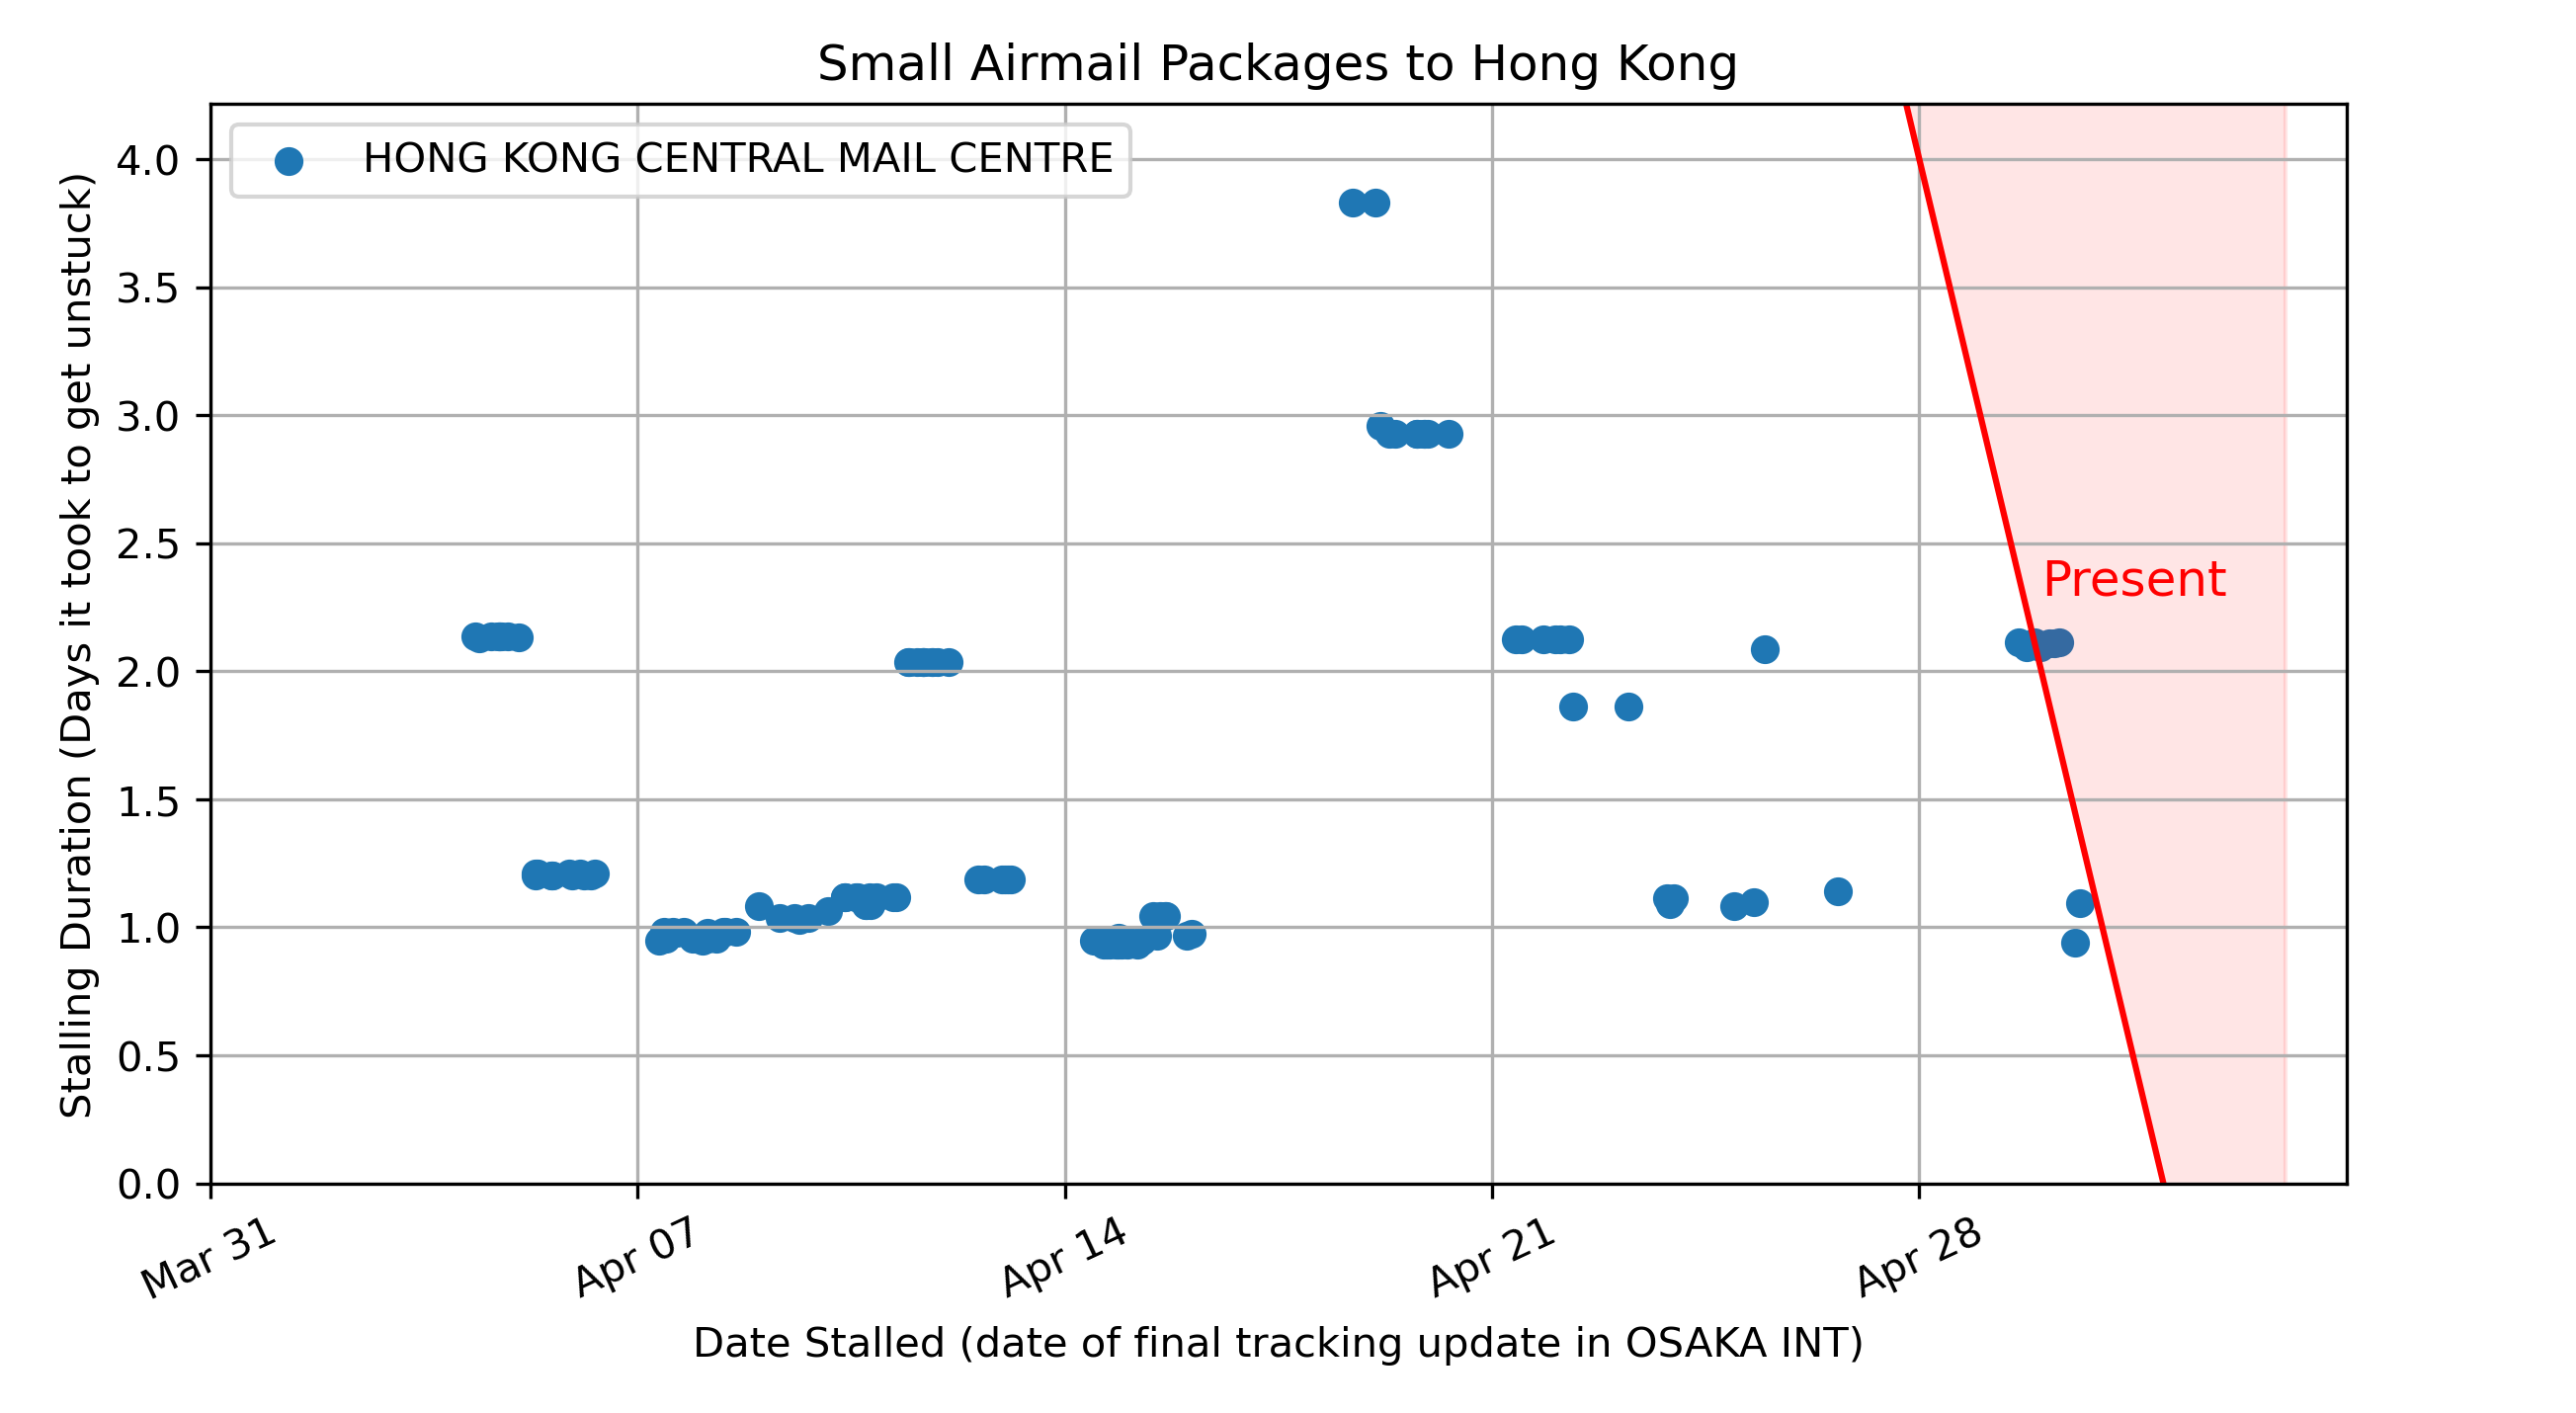 Small Airmail Packages to Hong Kong
HONG KONG CENTRAL MAIL CENTRE
Stalling Duration (Days it took to get unstuck)
4.0
3.5
3.0
2.5
2.0
1.5
1.0
0.5
0.0
Present
Mar 31
Apr 07
Apr 14
Apr 21
Apr 28
Date Stalled (date of final tracking update in OSAKA INT)